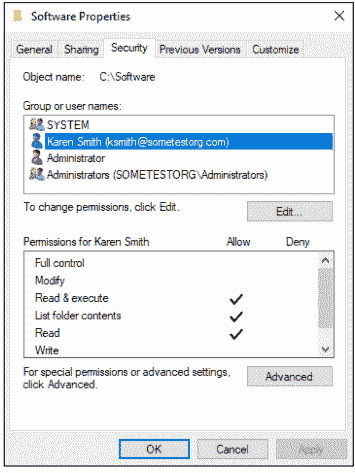 Software Properties
General Sharing Security Previous Versions Customize
Object name: C:\Software
Group or user names:
SYSTEM
Karen Smith (ksmith@sometestorg.com)
Administrator
Administrators (SOMETESTORG\Administrators)
To change permissions, click Edit.
Edit...
Permissions for Karen Smith Allow Deny
Full control
Modify
Read & execute
List folder contents
Read
Write
For special permissions or advanced settings,
click Advanced.
Advanced
OK Cancel Apply